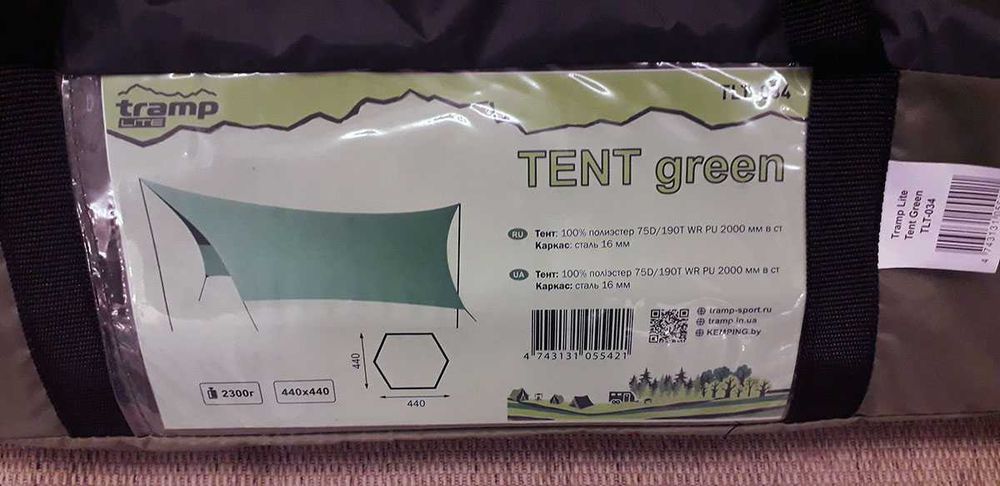 tramp
LITE
TLT-034
TENT green
RU Тент: 100% полиэстер 75D/190T WR PU 2000 мм в ст
Каркас: сталь 16 мм
UA Тент: 100% поліэстер 75D/190T WR PU 2000 мм в ст
Каркас: сталь 16 мм
tramp-sport.ru
tramp.in.ua
KEMPING.by
4 743131 055421
440
440
2300г
440x440
Tramp Lite
Tent Green
TLT-034